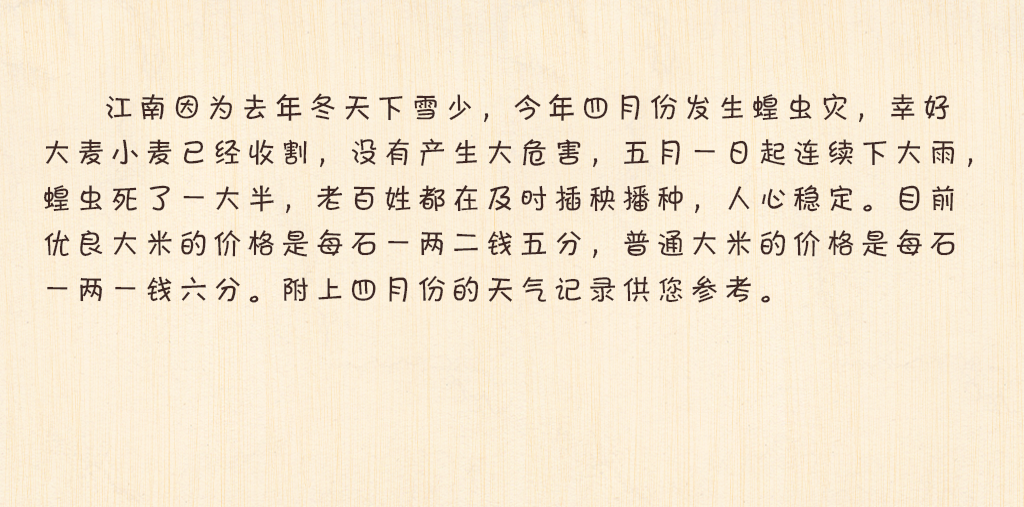 江南因为去年冬天下雪少，今年四月份发生蝗虫灾，幸好
大麦小麦已经收割，没有产生大危害，五月一日起连续下大雨，
蝗虫死了一大半，老百姓都在及时插秧播种，人心稳定。目前
优良大米的价格是每石一两二钱五分，普通大米的价格是每石
一两一钱六分。附上四月份的天气记录供您参考。